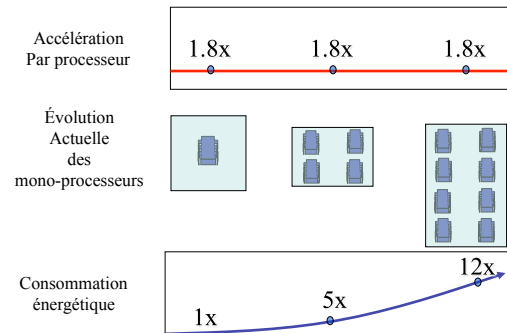 Accélération
Par processeur
1.8x 1.8x 1.8x
Évolution
Actuelle
des
mono-processeurs
Consommation
énergétique
1x 5x 12x